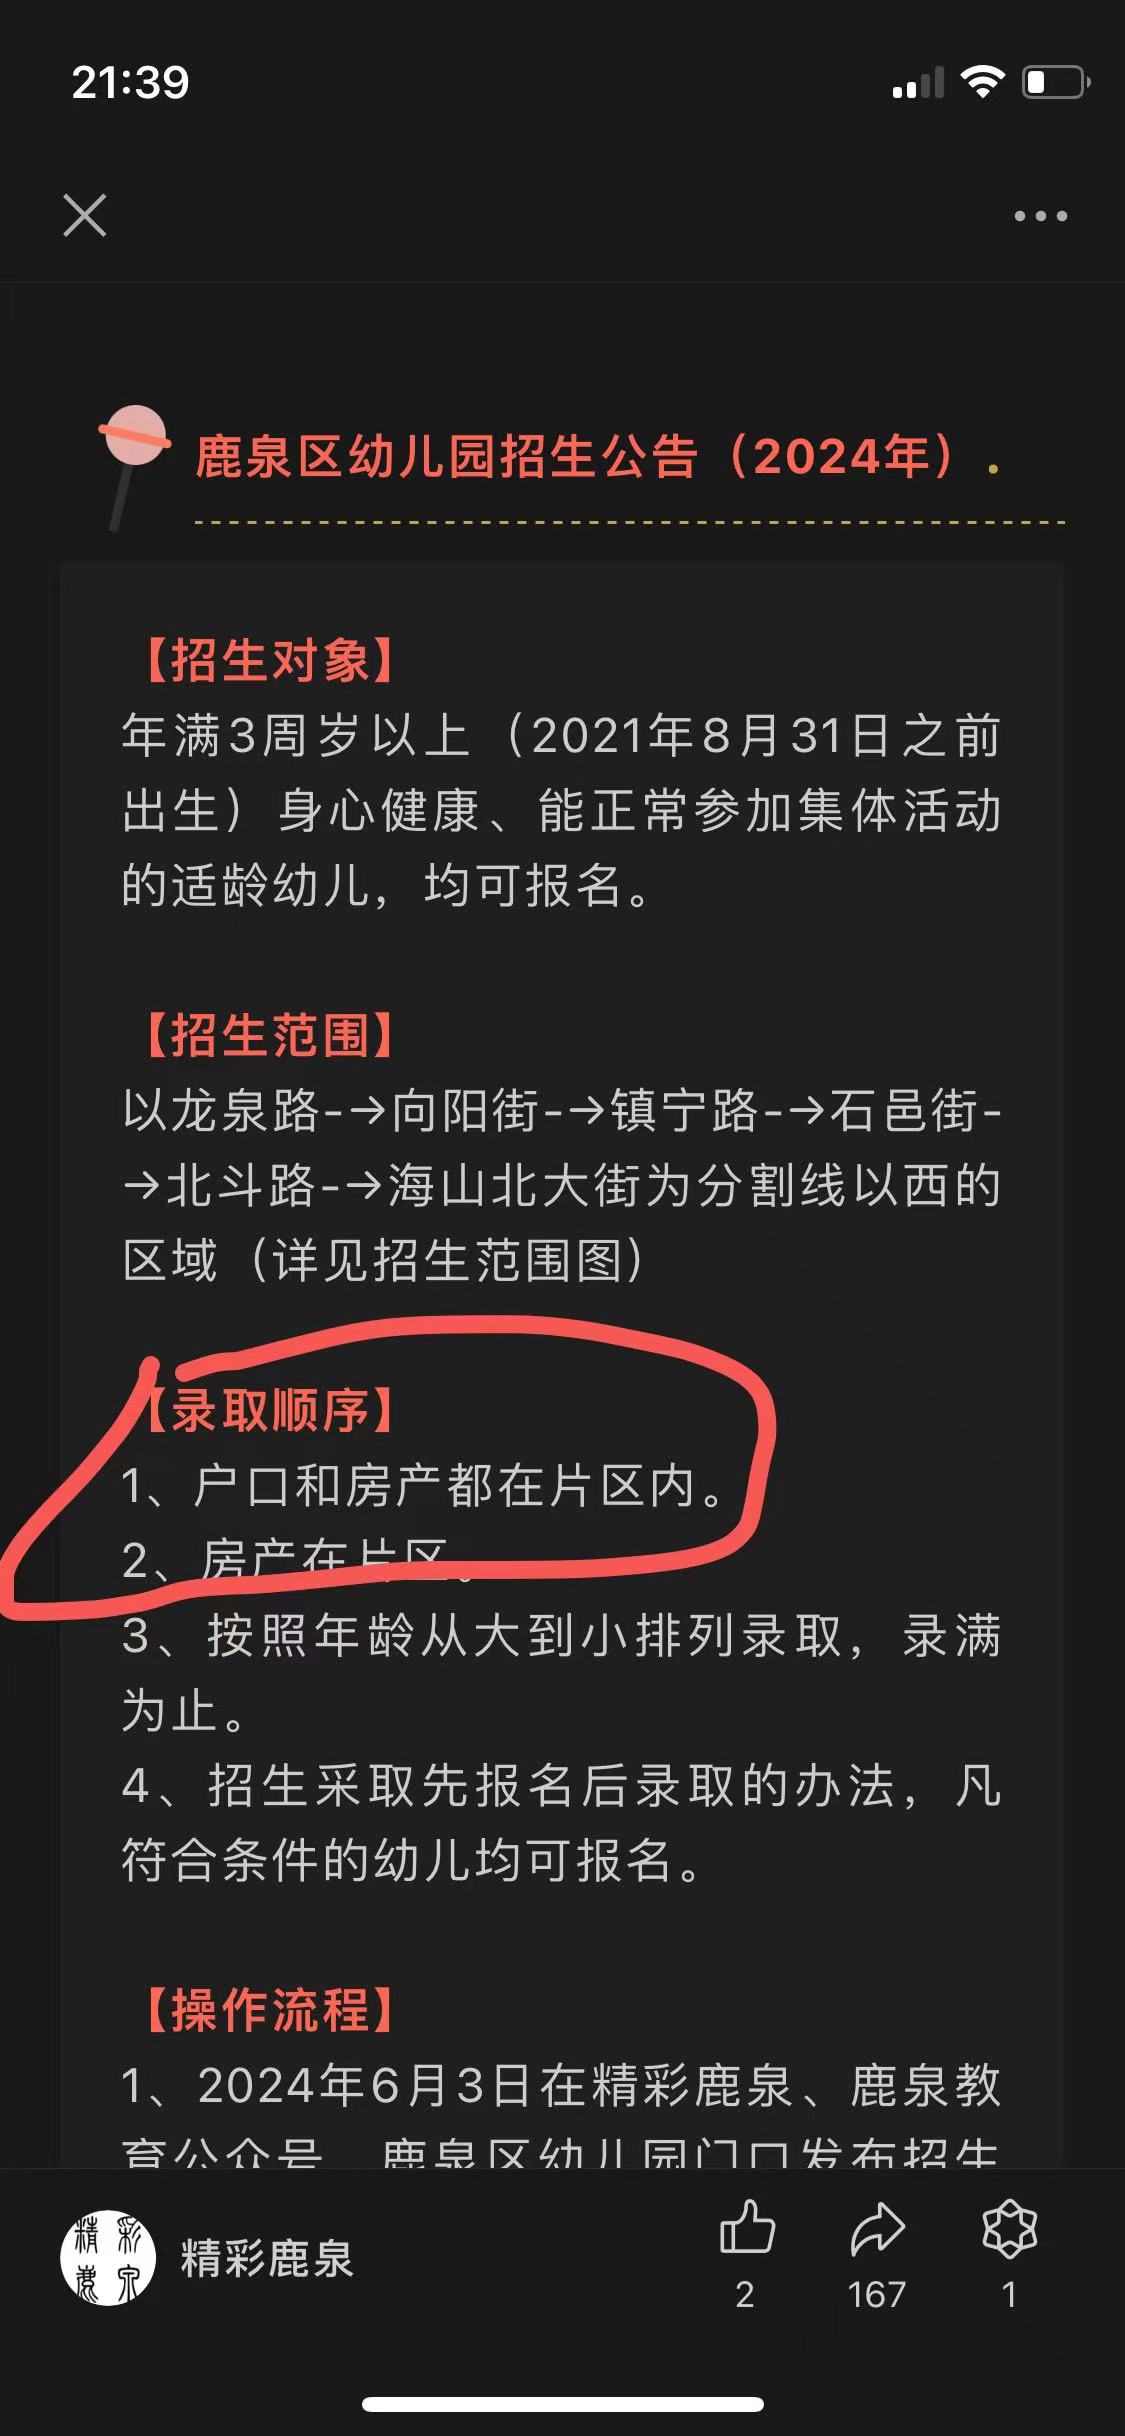 21:39
鹿泉区幼儿园招生公告（2024年）.
【招生对象】
年满3周岁以上（2021年8月31日之前
出生）身心健康、能正常参加集体活动
的适龄幼儿，均可报名。
【招生范围】
以龙泉路-→向阳街-→镇宁路-→石邑街-
→北斗路-→海山北大街为分割线以西的
区域（详见招生范围图）
【录取顺序】
1、户口和房产都在片区内。
2、房产在片区。
3、按照年龄从大到小排列录取，录满
为止。
4、招生采取先报名后录取的办法，凡
符合条件的幼儿均可报名。
【操作流程】
1、2024年6月3日在精彩鹿泉、鹿泉教
育公众号、鹿泉区幼儿园门口发布招生
精彩鹿泉
精彩鹿泉
2
167
1